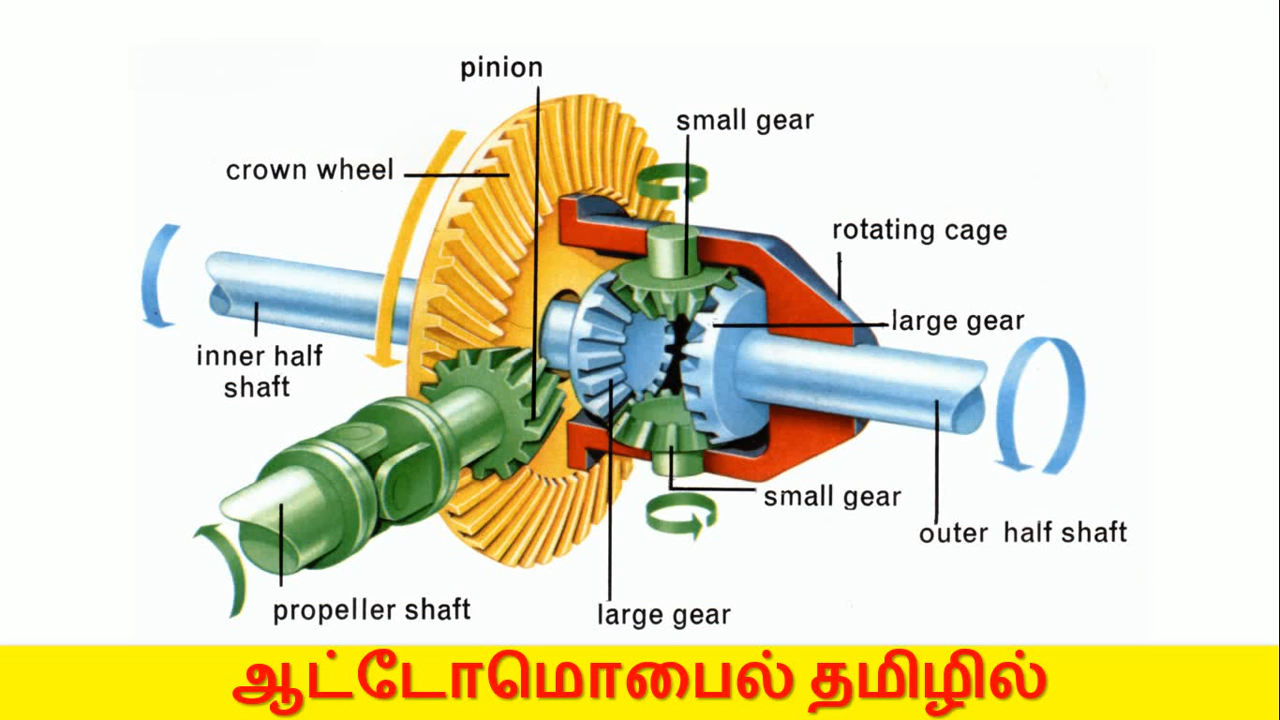 pinion
small gear
crown wheel
rotating cage
large gear
inner half
shaft
small gear
outer half shaft
propeller shaft
large gear
ஆட்டோமொபைல் தமிழில்